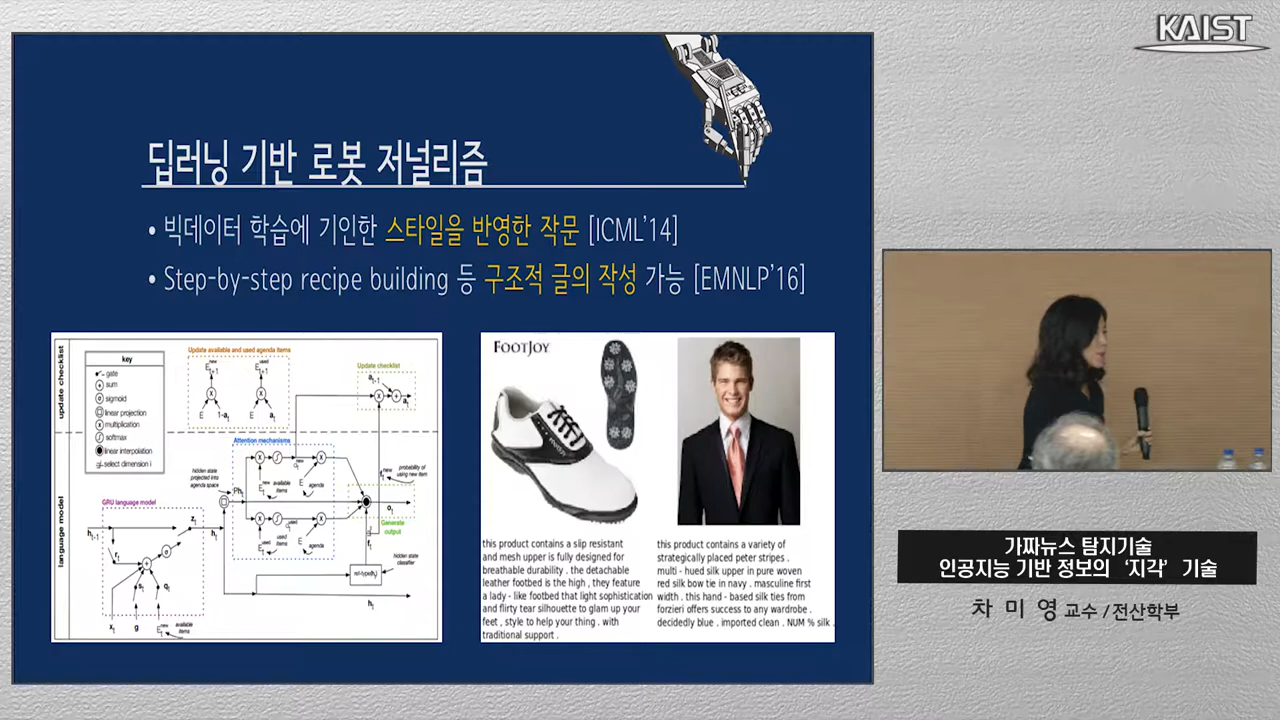 KAIST
딥러닝 기반 로봇 저널리즘
• 빅데이터 학습에 기인한 스타일을 반영한 작문 [ICML'14]
• Step-by-step recipe building 등 구조적 글의 작성 가능 [EMNLP'16]
update checklist
language model
key
gate
sum
sigmoid
linear projection
multiplication
softmax
linear interpolation
select dimension i
Update available and used agenda items
Update checklist
Attention mechanisms
hidden state
projected into
agenda space
available
items
agenda
used
items
agenda
probability of
using new item
Generate
output
hidden state
classifier
ref-type(ht)
GRU language model
available
items
FOOTJOY
this product contains a slip resistant
and mesh upper is fully designed for
breathable durability . the detachable
leather footbed is the high , they feature
a lady - like footbed that light sophistication
and flirty tear silhouette to glam up your
feet , style to help your thing . with
traditional support .
this product contains a variety of
strategically placed peter stripes .
multi - hued silk upper in pure woven
red silk bow tie in navy . masculine first
width . this hand - based silk ties from
forzieri offers success to any wardrobe .
decidedly blue . imported clean . NUM % silk .
가짜뉴스 탐지기술
인공지능 기반 정보의 ‘지각’ 기술
차 미 영 교수 / 전산학부